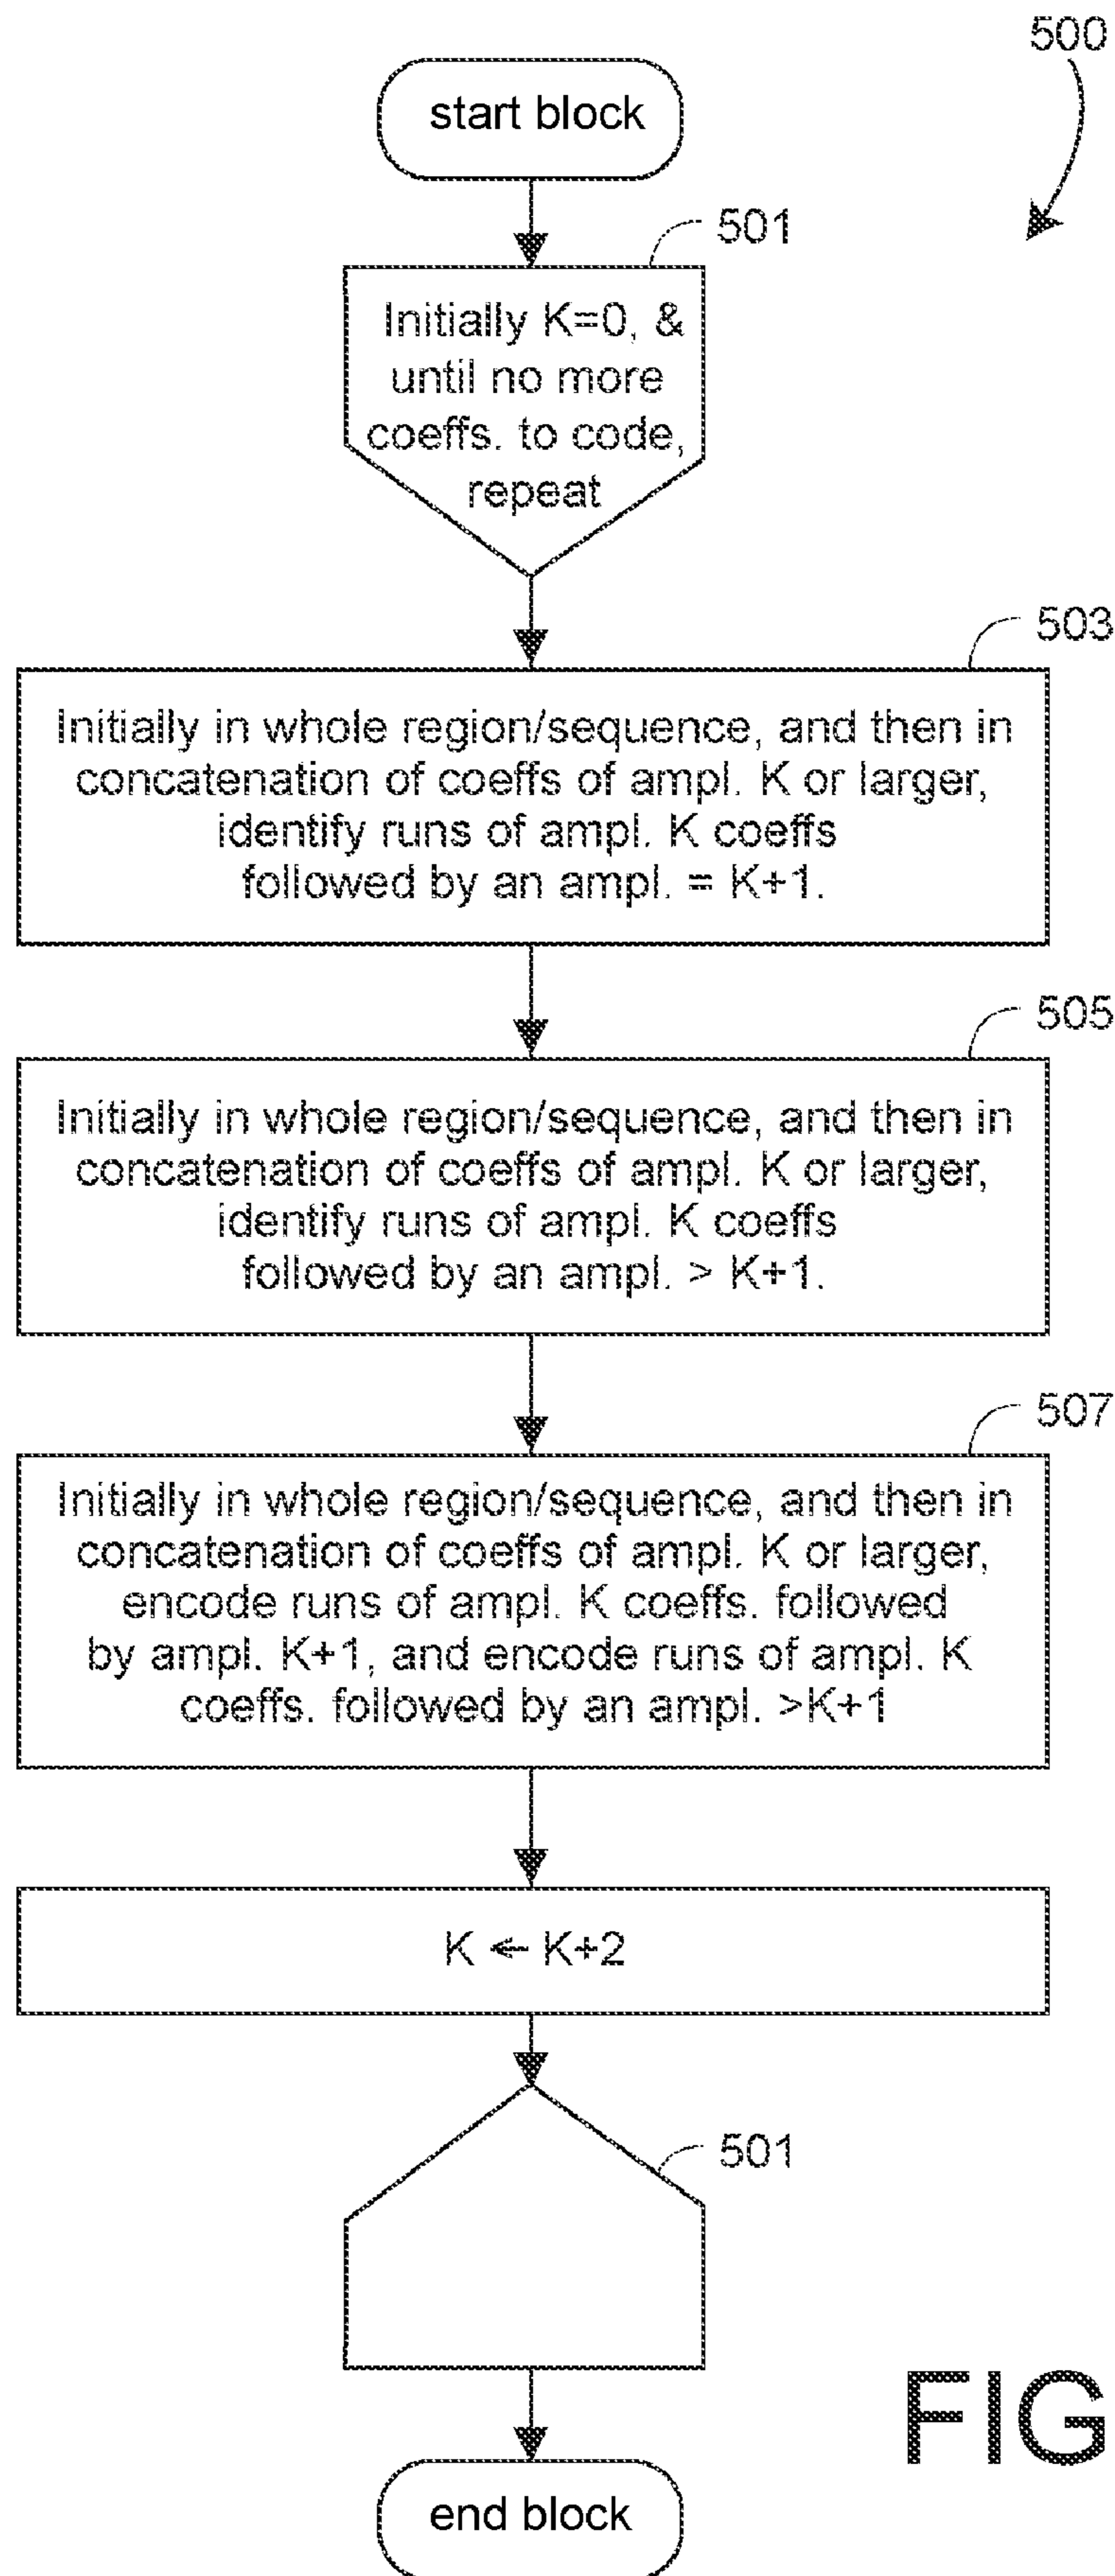 500
start block
501
Initially K=0, &
until no more
coeffs. to code,
repeat
503
Initially in whole region/sequence, and then in
concatenation of coeffs of ampl. K or larger,
identify runs of ampl. K coeffs
followed by an ampl. = K+1.
505
Initially in whole region/sequence, and then in
concatenation of coeffs of ampl. K or larger,
identify runs of ampl. K coeffs
followed by an ampl. > K+1.
507
Initially in whole region/sequence, and then in
concatenation of coeffs of ampl. K or larger,
encode runs of ampl. K coeffs. followed
by ampl. K+1, and encode runs of ampl. K
coeffs. followed by an ampl. >K+1
K ← K+2
501
FIG
end block